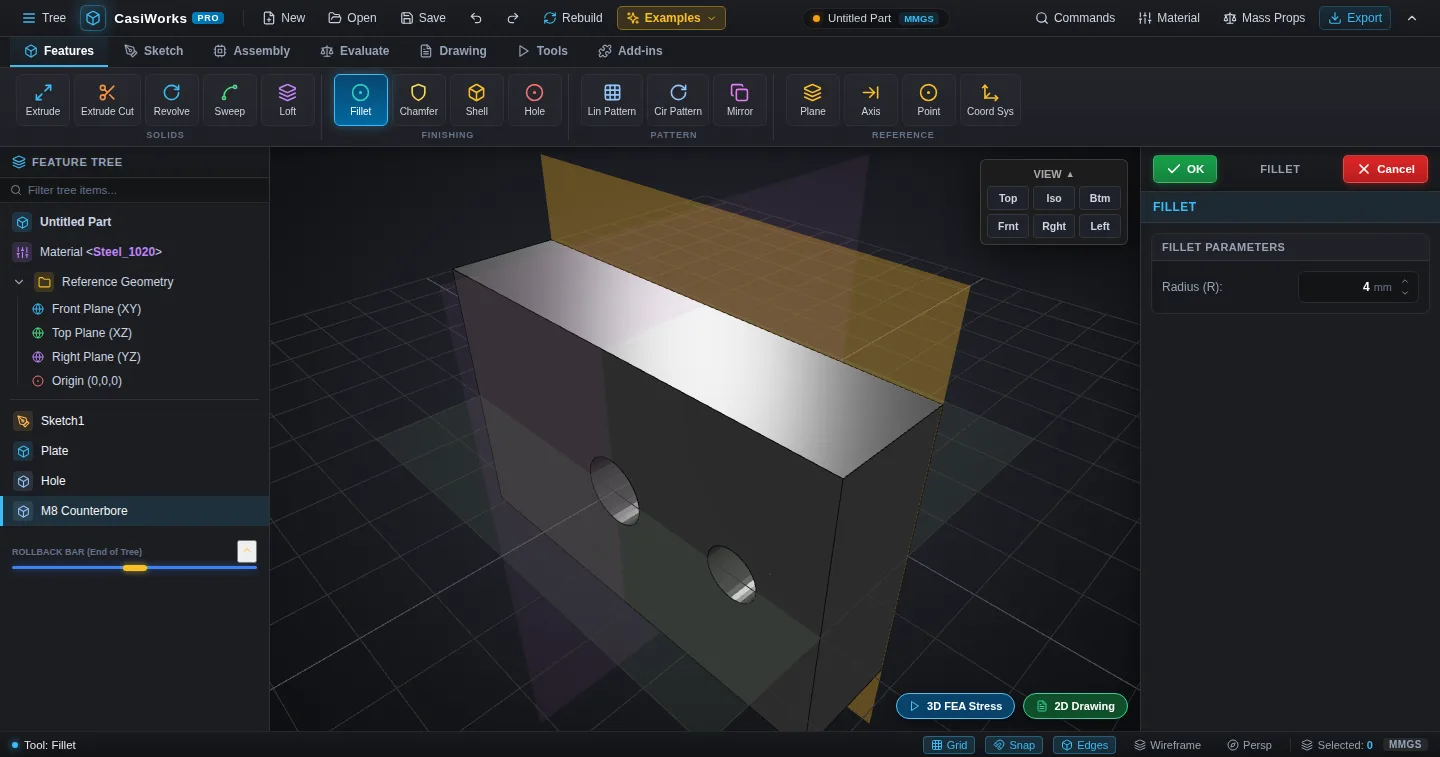 Tree CasiWorks PRO New Open Save Rebuild Examples Untitled Part MMGS Commands Material Mass Props Export
Features Sketch Assembly Evaluate Drawing Tools Add-ins
Extrude Extrude Cut Revolve Sweep Loft Fillet Chamfer Shell Hole Lin Pattern Cir Pattern Mirror Plane Axis Point Coord Sys
SOLIDS FINISHING PATTERN REFERENCE
FEATURE TREE
Filter tree items...
Untitled Part
Material <Steel_1020>
Reference Geometry
Front Plane (XY)
Top Plane (XZ)
Right Plane (YZ)
Origin (0,0,0)
Sketch1
Plate
Hole
M8 Counterbore
ROLLBACK BAR (End of Tree)
VIEW ▲
Top Iso Btm
Frnt Rght Left
3D FEA Stress 2D Drawing
OK FILLET Cancel
FILLET
FILLET PARAMETERS
Radius (R): 4 mm
Tool: Fillet Grid Snap Edges Wireframe Persp Selected: 0 MMGS